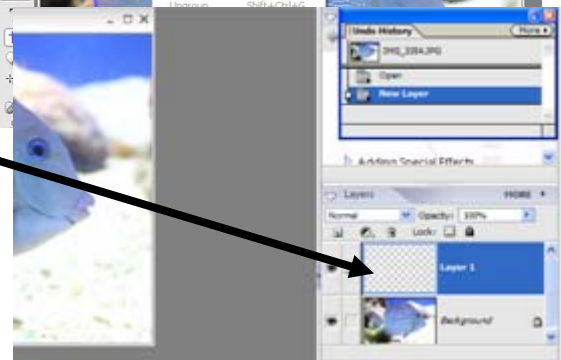 Ungroup Shift+Ctrl+G
Undo History More
IMG_3384.JPG
Open
New Layer
Adding Special Effects
Layers MORE
Normal Opacity: 100%
Lock:
Layer 1
Background